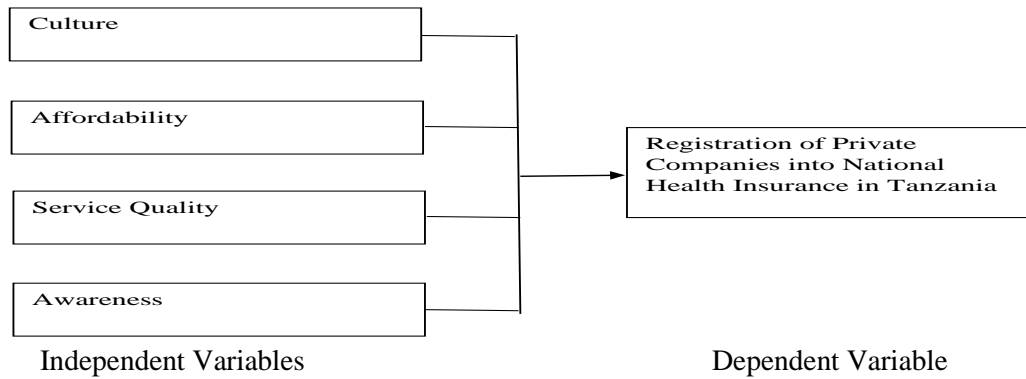 Culture
Affordability
Service Quality
Awareness
Registration of Private
Companies into National
Health Insurance in Tanzania
Independent Variables
Dependent Variable